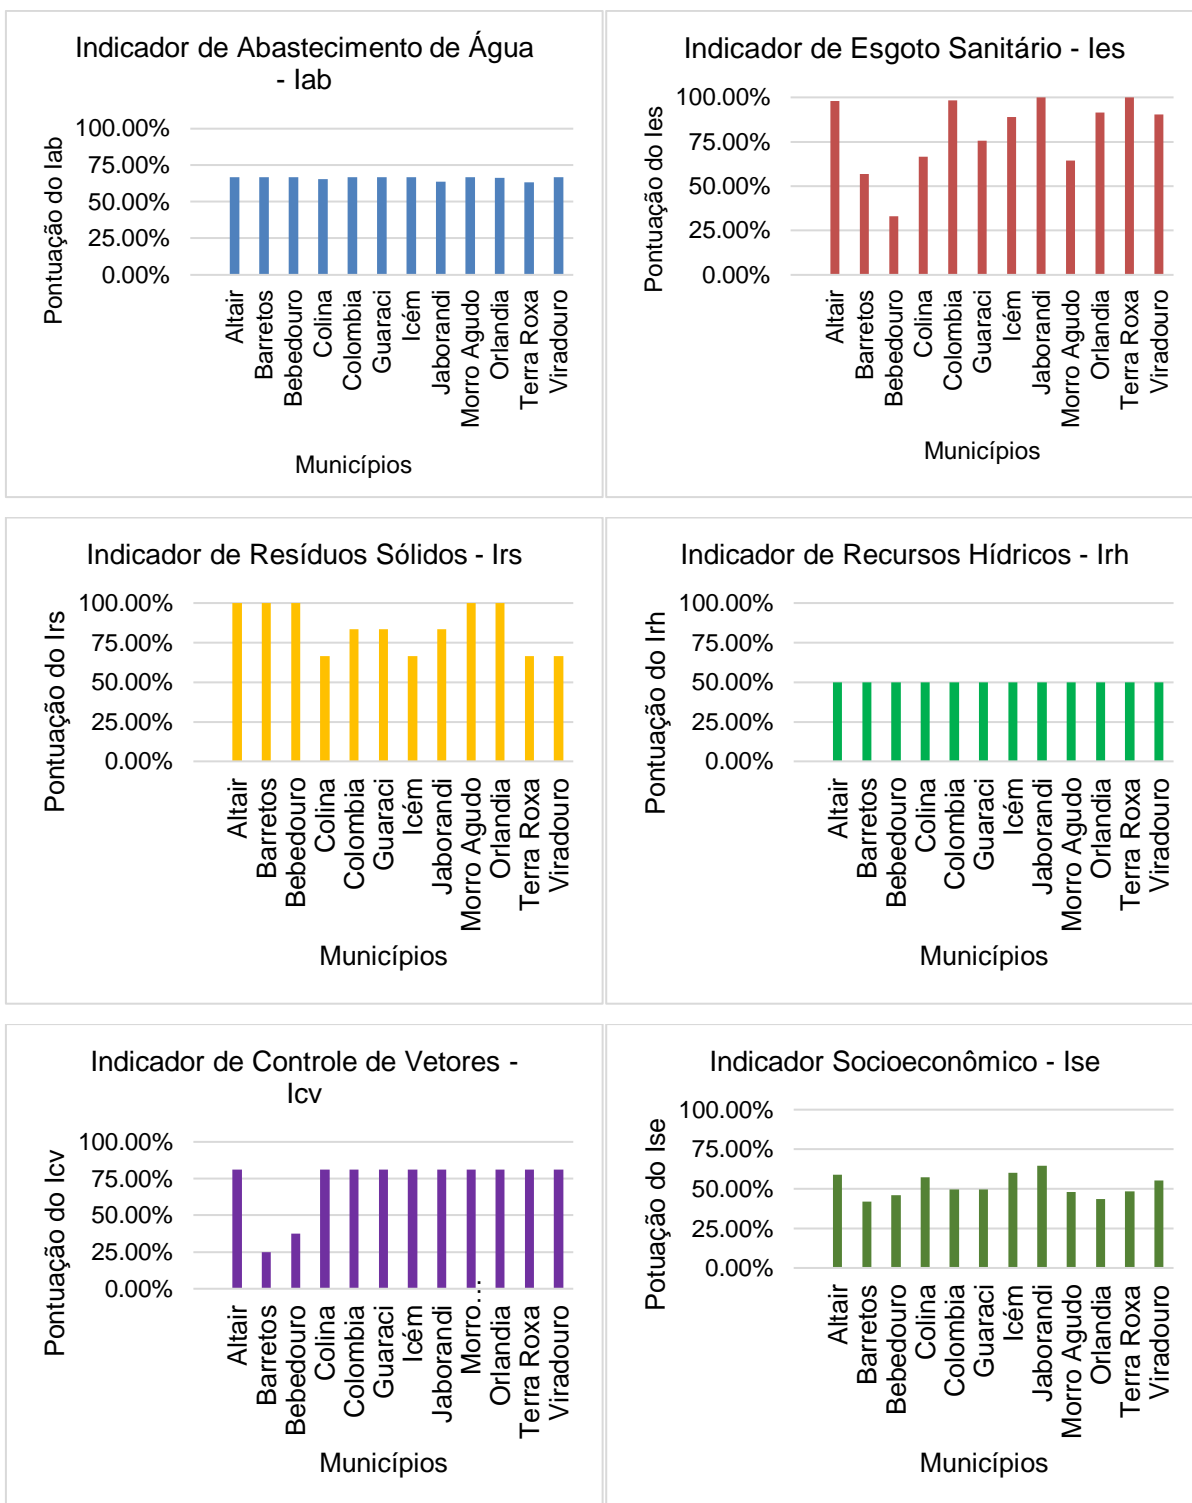 Indicador de Abastecimento de Água
- Iab
Pontuação do Iab
100.00%
75.00%
50.00%
25.00%
0.00%
Altair
Barretos
Bebedouro
Colina
Colombia
Guaraci
Icém
Jaborandi
Morro Agudo
Orlandia
Terra Roxa
Viradouro
Municípios
Indicador de Esgoto Sanitário - Ies
Pontuação do Ies
100.00%
75.00%
50.00%
25.00%
0.00%
Altair
Barretos
Bebedouro
Colina
Colombia
Guaraci
Icém
Jaborandi
Morro Agudo
Orlandia
Terra Roxa
Viradouro
Municípios
Indicador de Resíduos Sólidos - Irs
Pontuação do Irs
100.00%
75.00%
50.00%
25.00%
0.00%
Altair
Barretos
Bebedouro
Colina
Colombia
Guaraci
Icém
Jaborandi
Morro Agudo
Orlandia
Terra Roxa
Viradouro
Municípios
Indicador de Recursos Hídricos - Irh
Pontuação do Irh
100.00%
75.00%
50.00%
25.00%
0.00%
Altair
Barretos
Bebedouro
Colina
Colombia
Guaraci
Icém
Jaborandi
Morro Agudo
Orlandia
Terra Roxa
Viradouro
Municípios
Indicador de Controle de Vetores -
Icv
Pontuação do Icv
100.00%
75.00%
50.00%
25.00%
0.00%
Altair
Barretos
Bebedouro
Colina
Colombia
Guaraci
Icém
Jaborandi
Morro…
Orlandia
Terra Roxa
Viradouro
Municípios
Indicador Socioeconômico - Ise
Potuação do Ise
100.00%
75.00%
50.00%
25.00%
0.00%
Altair
Barretos
Bebedouro
Colina
Colombia
Guaraci
Icém
Jaborandi
Morro Agudo
Orlandia
Terra Roxa
Viradouro
Municípios